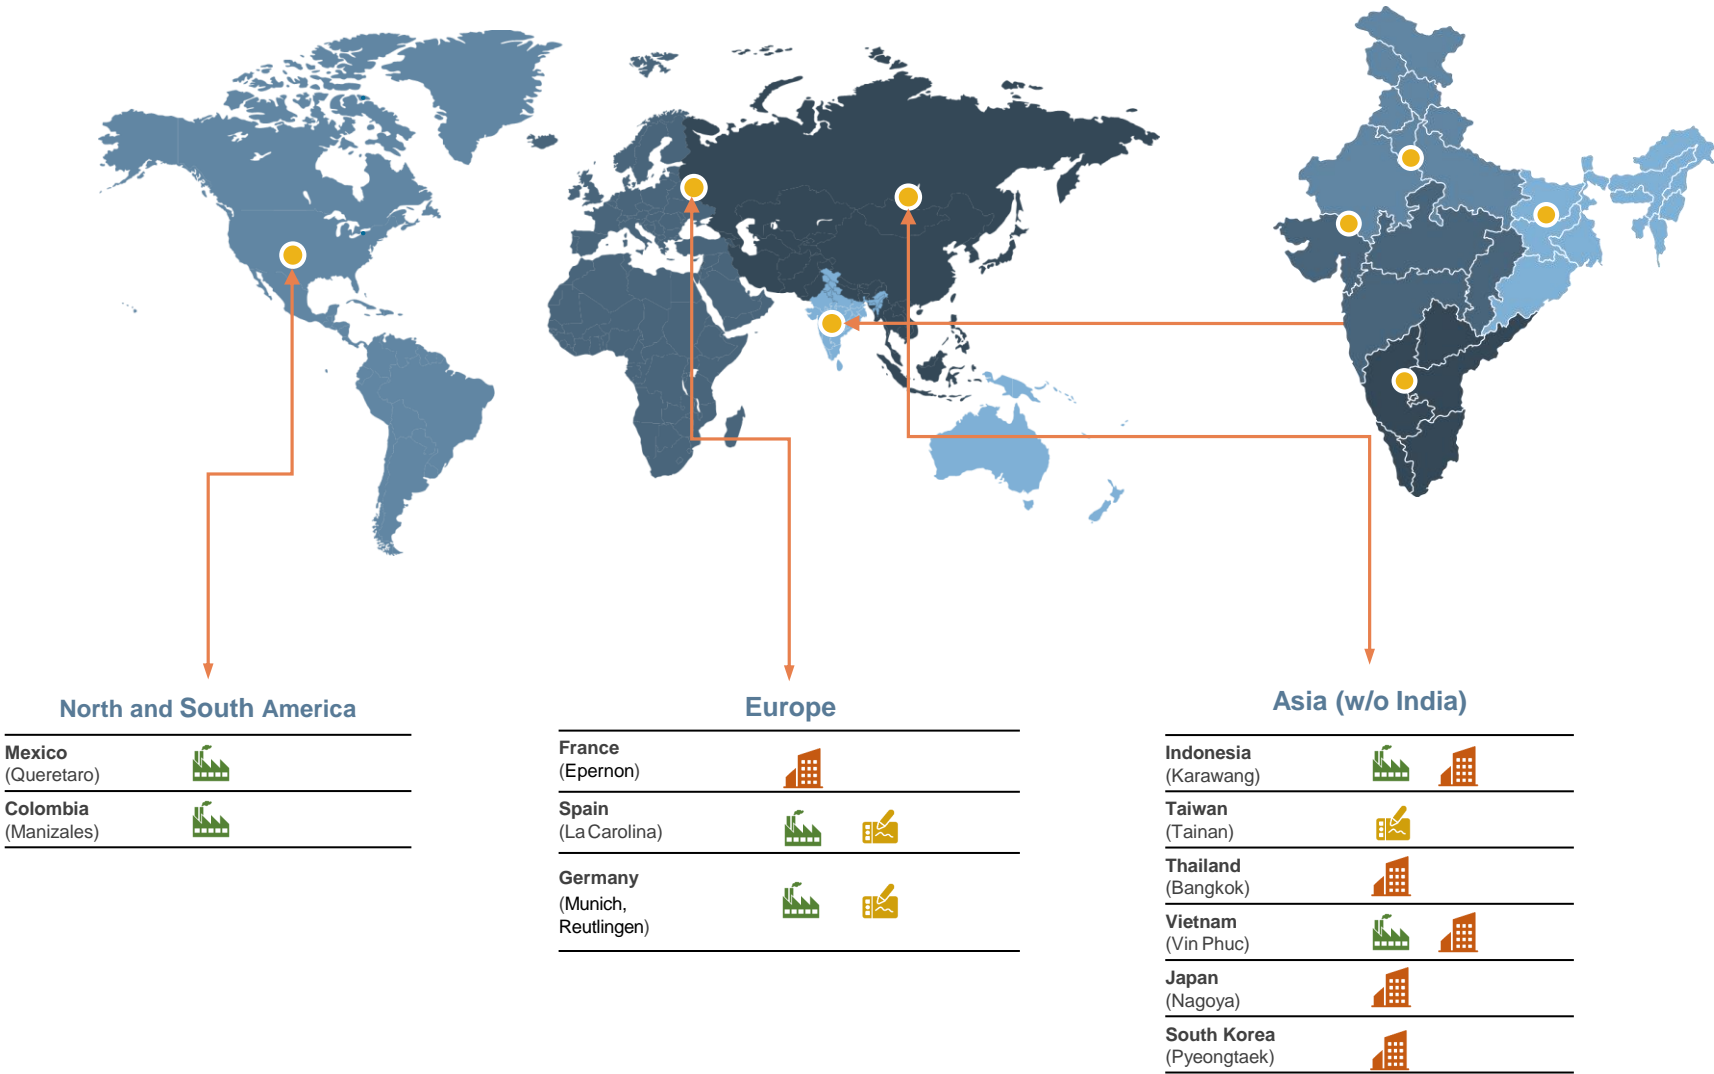 North and South America
Mexico
(Queretaro)
Colombia
(Manizales)
Europe
France
(Epernon)
Spain
(La Carolina)
Germany
(Munich,
Reutlingen)
Asia (w/o India)
Indonesia
(Karawang)
Taiwan
(Tainan)
Thailand
(Bangkok)
Vietnam
(Vin Phuc)
Japan
(Nagoya)
South Korea
(Pyeongtaek)